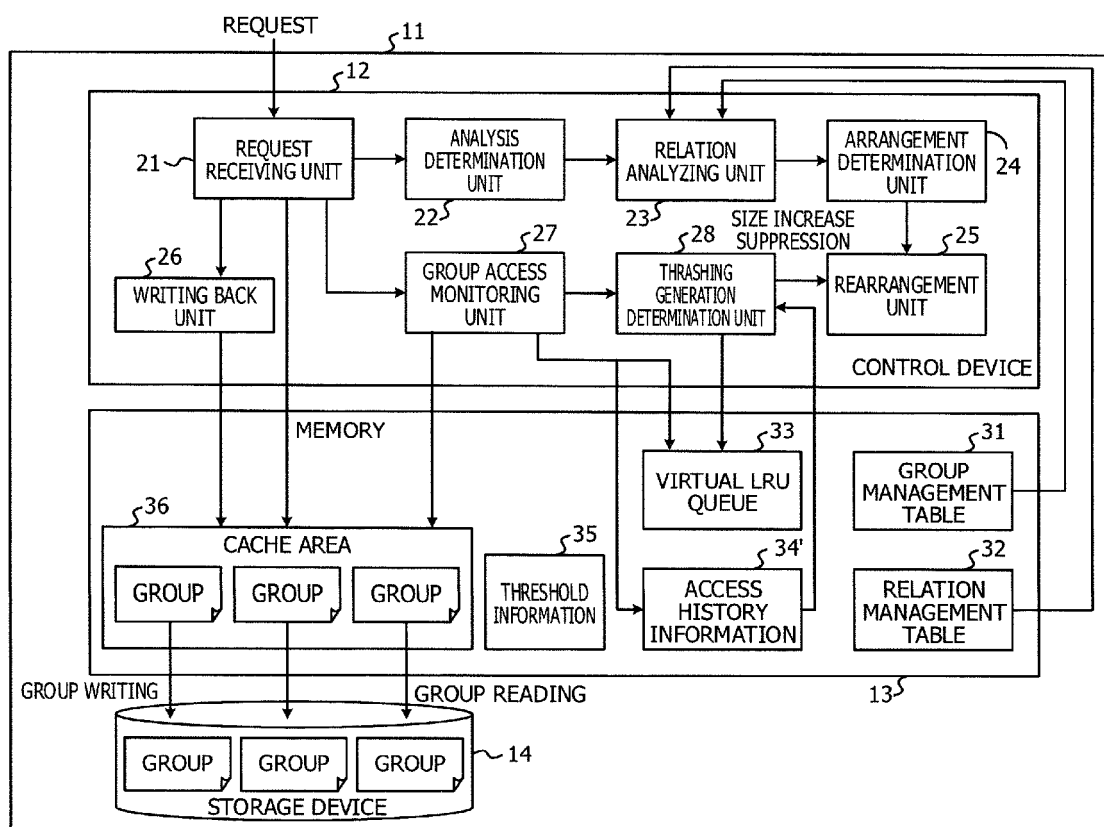 REQUEST
11
12
21
REQUEST
RECEIVING UNIT
ANALYSIS
DETERMINATION
UNIT
22
RELATION
ANALYZING UNIT
23
ARRANGEMENT
DETERMINATION
UNIT
24
SIZE INCREASE
SUPPRESSION
26
WRITING BACK
UNIT
27
GROUP ACCESS
MONITORING
UNIT
28
THRASHING
GENERATION
DETERMINATION UNIT
25
REARRANGEMENT
UNIT
CONTROL DEVICE
MEMORY
33
VIRTUAL LRU
QUEUE
31
GROUP
MANAGEMENT
TABLE
36
CACHE AREA
GROUP
GROUP
GROUP
35
THRESHOLD
INFORMATION
34'
ACCESS
HISTORY
INFORMATION
32
RELATION
MANAGEMENT
TABLE
GROUP WRITING
GROUP READING
13
GROUP
GROUP
GROUP
14
STORAGE DEVICE